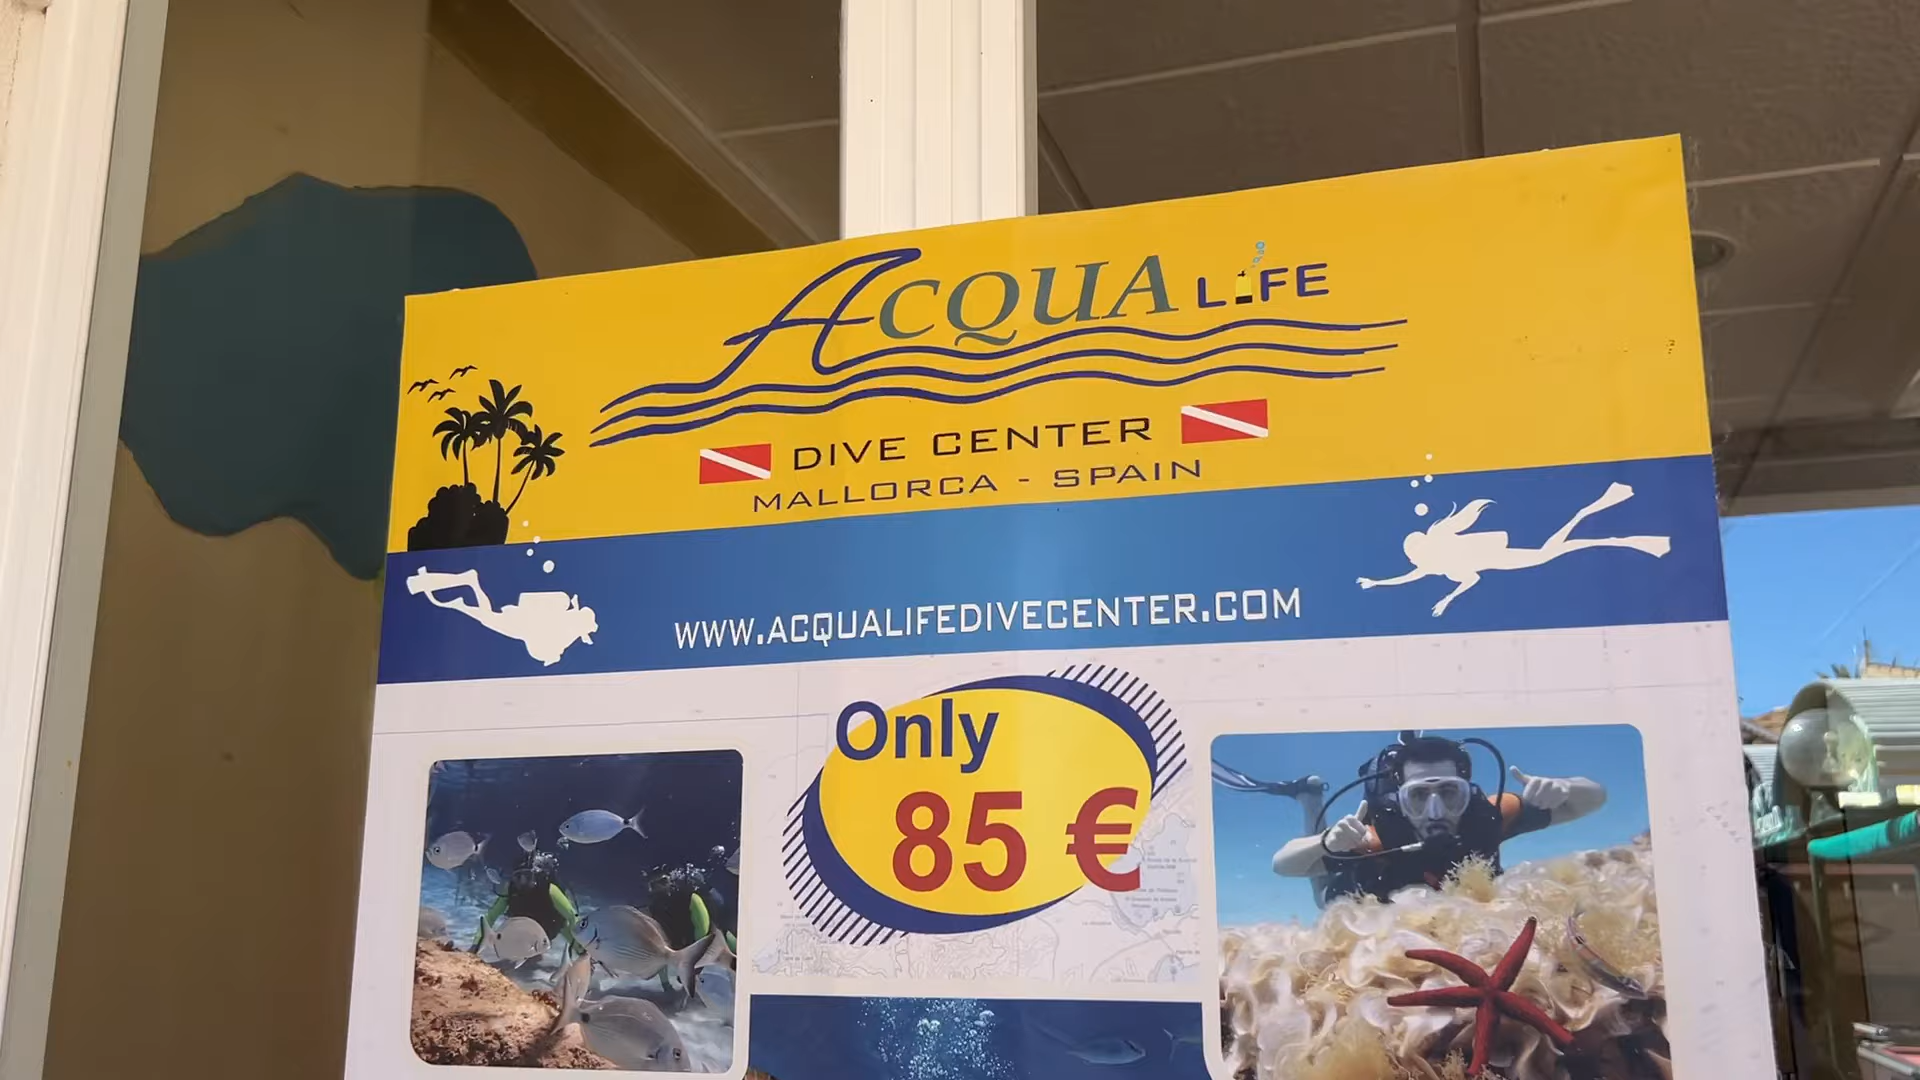 ACQUA LIFE
DIVE CENTER
MALLORCA - SPAIN
WWW.ACQUALIFEDIVECENTER.COM
Only
85 €